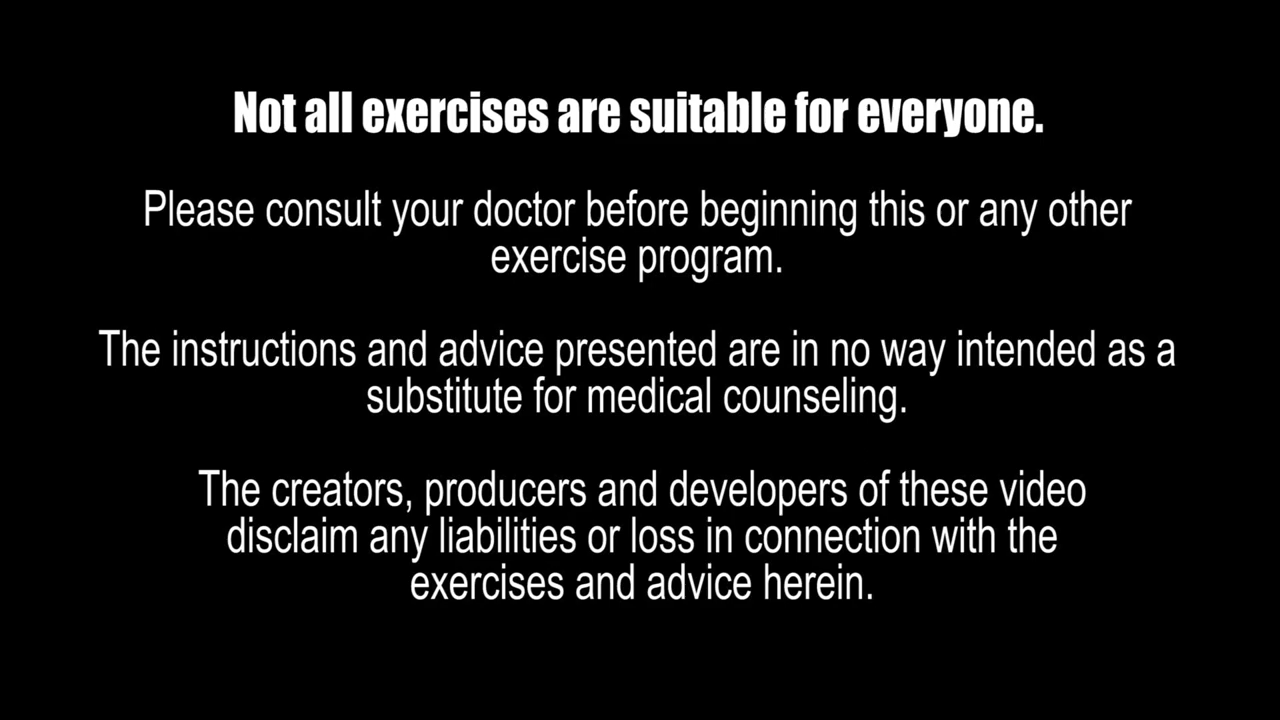 Not all exercises are suitable for everyone.
Please consult your doctor before beginning this or any other
exercise program.
The instructions and advice presented are in no way intended as a
substitute for medical counseling.
The creators, producers and developers of these video
disclaim any liabilities or loss in connection with the
exercises and advice herein.